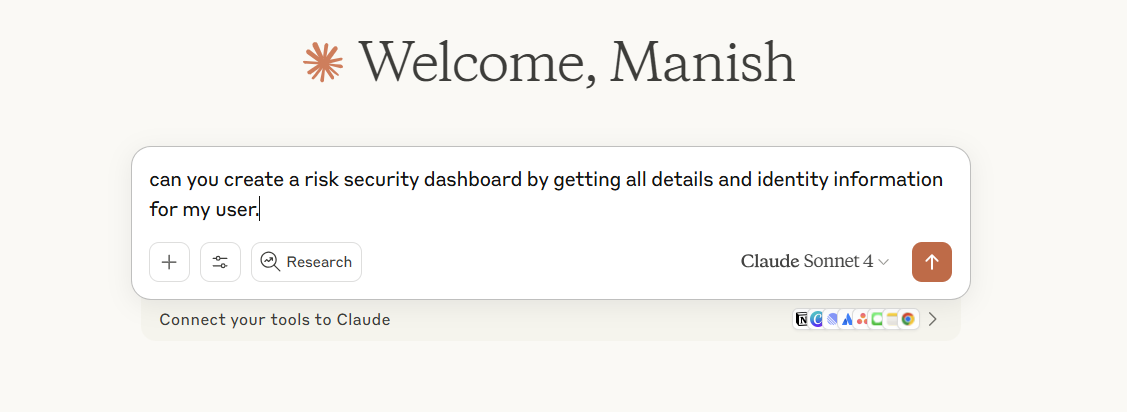 Welcome, Manish
can you create a risk security dashboard by getting all details and identity information
for my user.
Research
Claude Sonnet 4
Connect your tools to Claude